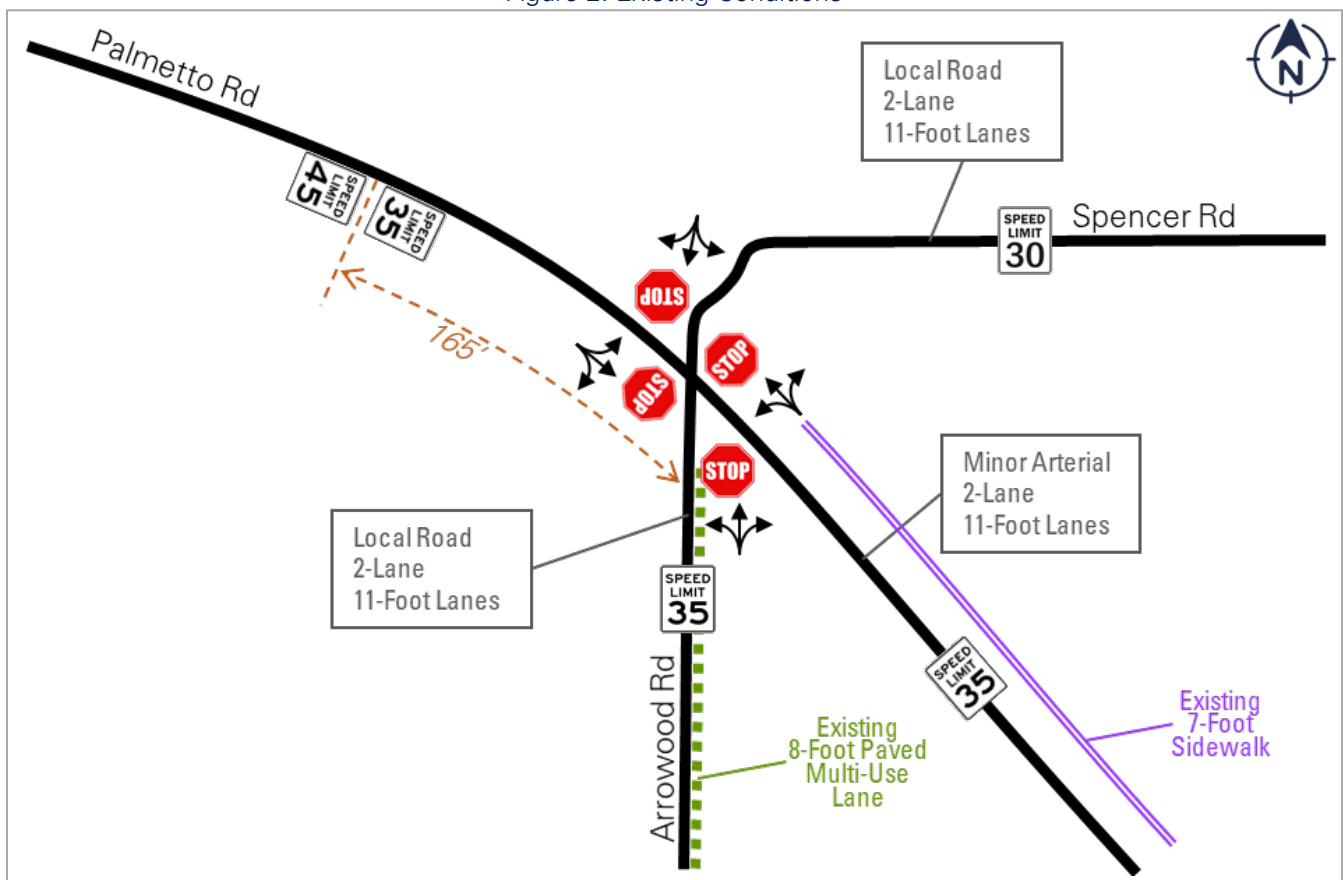 Palmetto Rd
Local Road
2-Lane
11-Foot Lanes
N
SPEED
LIMIT
45
SPEED
LIMIT
35
SPEED
LIMIT
30
Spencer Rd
STOP
STOP
STOP
165'
STOP
Minor Arterial
2-Lane
11-Foot Lanes
Local Road
2-Lane
11-Foot Lanes
SPEED
LIMIT
35
SPEED
LIMIT
35
Arrowood Rd
Existing
8-Foot Paved
Multi-Use
Lane
Existing
7-Foot
Sidewalk